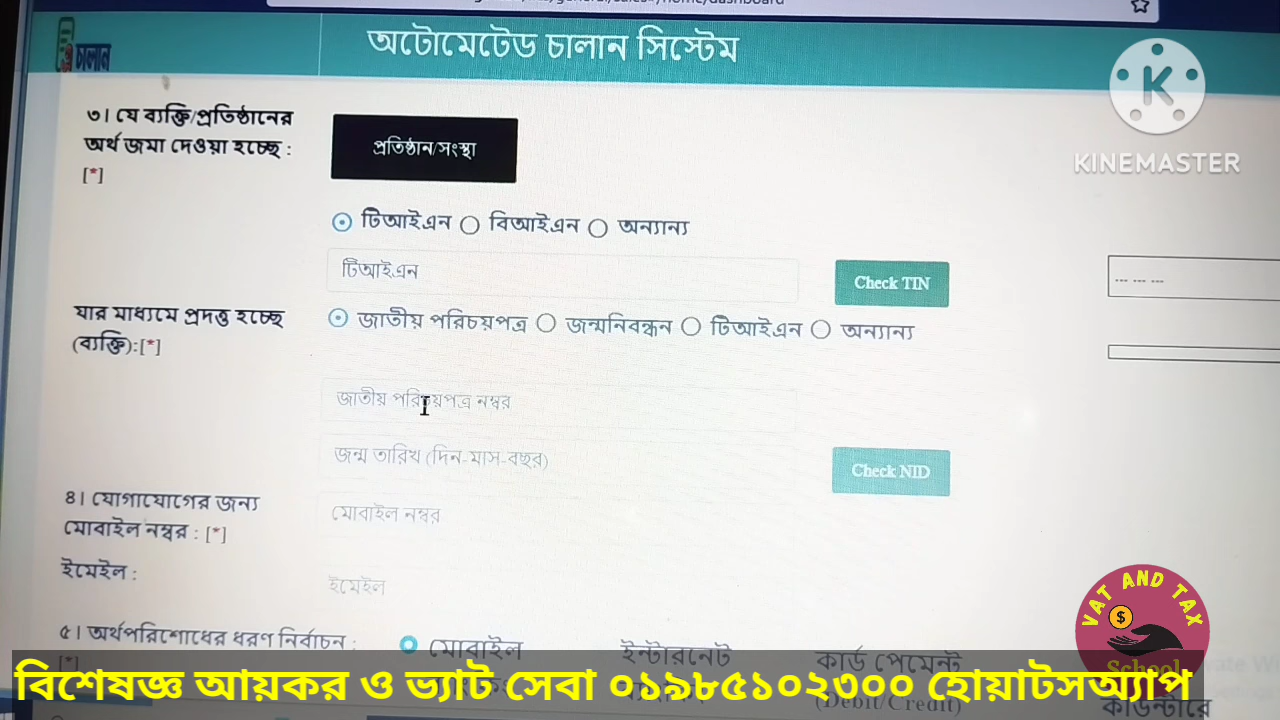 চালান
অটোমেটেড চালান সিস্টেম
K
KINEMASTER
৩। যে ব্যক্তি/প্রতিষ্ঠানের
অর্থ জমা দেওয়া হচ্ছে :
[*]
প্রতিষ্ঠান/সংস্থা
টিআইএন বিআইএন অন্যান্য
টিআইএন
Check TIN
... ... ...
যার মাধ্যমে প্রদত্ত হচ্ছে
(ব্যক্তি):[*]
জাতীয় পরিচয়পত্র জন্মনিবন্ধন টিআইএন অন্যান্য
জাতীয় পরিচয়পত্র নম্বর
জন্ম তারিখ (দিন-মাস-বছর)
Check NID
৪। যোগাযোগের জন্য
মোবাইল নম্বর : [*]
মোবাইল নম্বর
ইমেইল :
ইমেইল
৫। অর্থপরিশোধের ধরণ নির্বাচন :
[*]
মোবাইল ইন্টারনেট কার্ড পেমেন্ট
(Debit/Credit)
কাউন্টারে
VAT AND TAX
School
বিশেষজ্ঞ আয়কর ও ভ্যাট সেবা ০১৯৮৫১০২৩০০ হোয়াটসঅ্যাপ